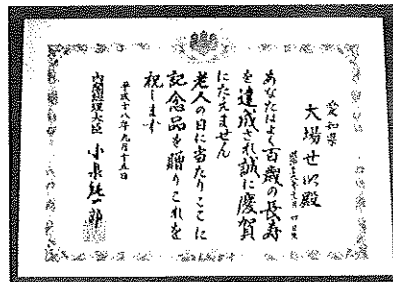 愛知県
大場せい殿
あなたはよく百歳の長寿
を達成され誠に慶賀
にたえません
老人の日に当たりここに
記念品を贈りこれを
祝します
平成十八年九月十五日
内閣総理大臣 小泉純一郎